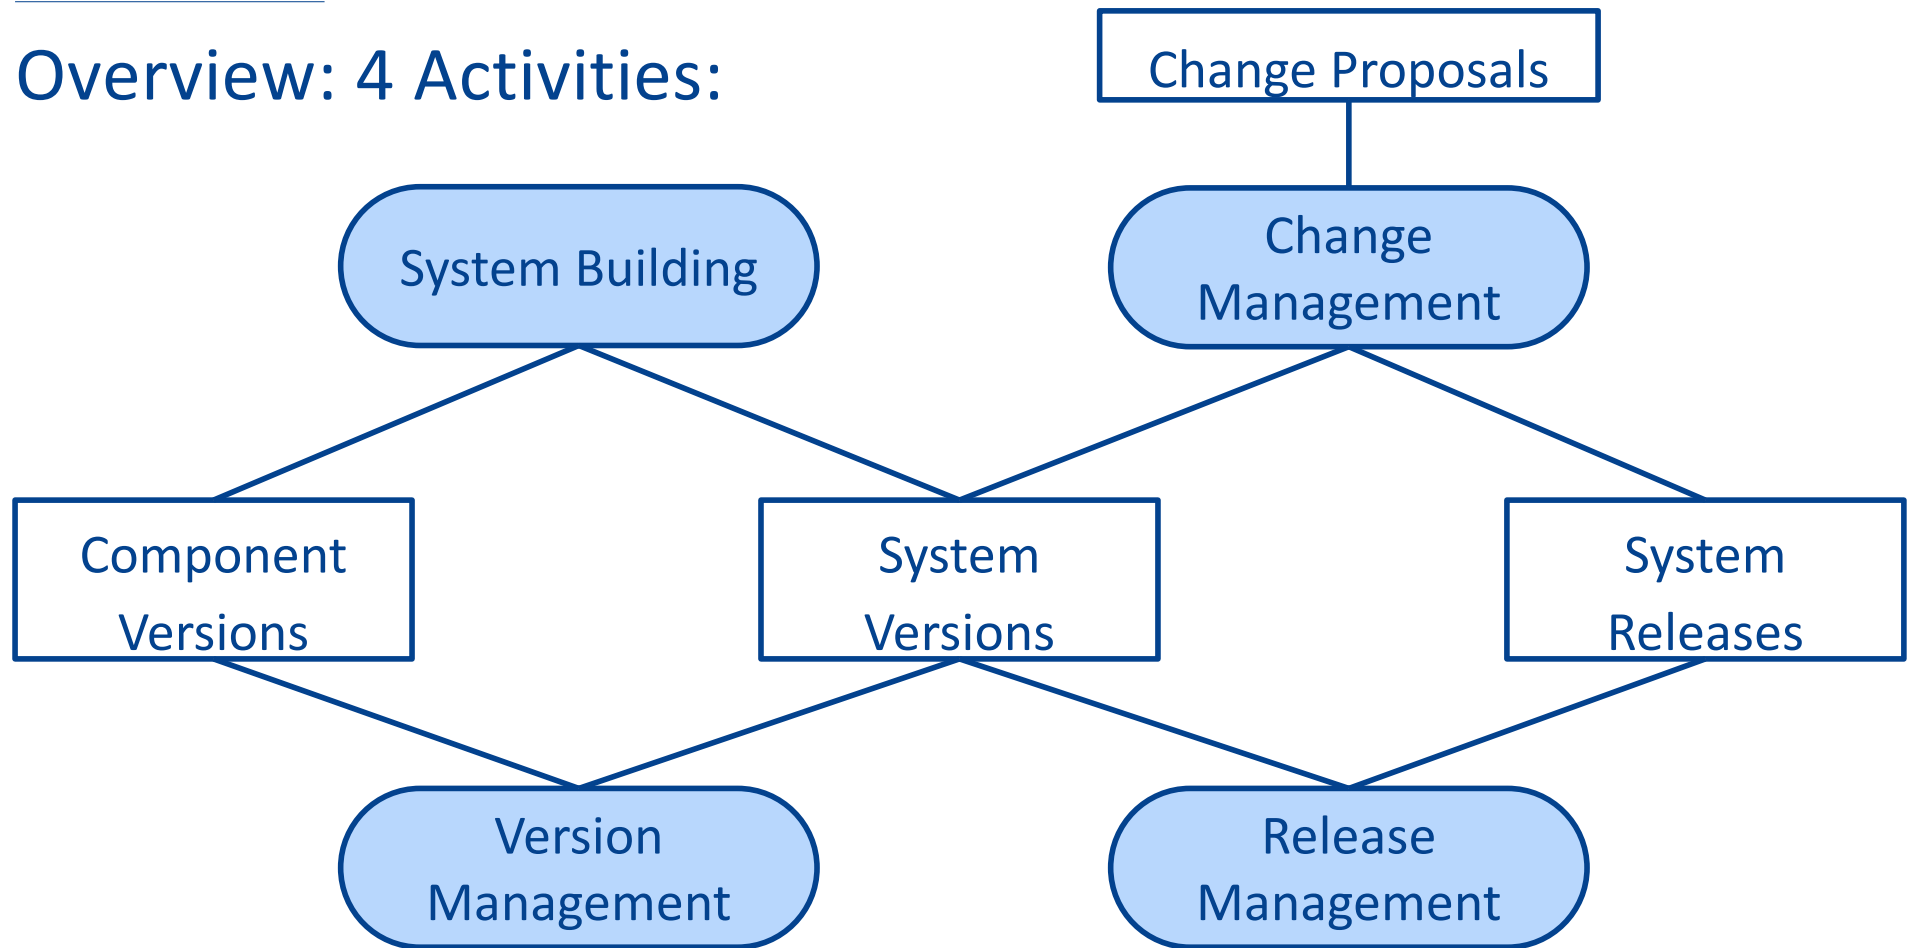 Overview: 4 Activities:
Change Proposals
System Building
Change
Management
Component
Versions
System
Versions
System
Releases
Version
Management
Release
Management